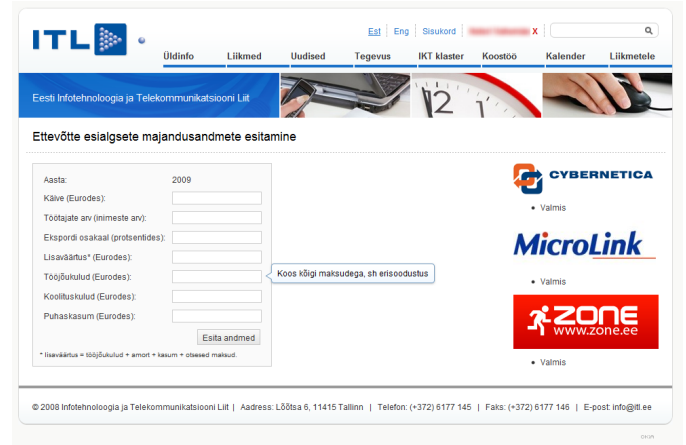 ITL
Est | Eng | Sisukord X
Üldinfo Liikmed Uudised Tegevus IKT klaster Koostöö Kalender Liikmetele
Eesti Infotehnoloogia ja Telekommunikatsiooni Liit
12
1
Ettevõtte esialgsete majandusandmete esitamine
Aasta: 2009
Käive (Eurodes):
Töötajate arv (inimeste arv):
Ekspordi osakaal (protsentides):
Lisaväärtus* (Eurodes):
Tööjõukulud (Eurodes):
Koos kõigi maksudega, sh erisoodustus
Koolituskulud (Eurodes):
Puhaskasum (Eurodes):
Esita andmed
* lisaväärtus = tööjõukulud + amort + kasum + otsesed maksud.
CYBERNETICA
• Valmis
MicroLink
• Valmis
ZONE
www.zone.ee
• Valmis
© 2008 Infotehnoloogia ja Telekommunikatsiooni Liit | Aadress: Lõõtsa 6, 11415 Tallinn | Telefon: (+372) 6177 145 | Faks: (+372) 6177 146 | E-post: info@itl.ee